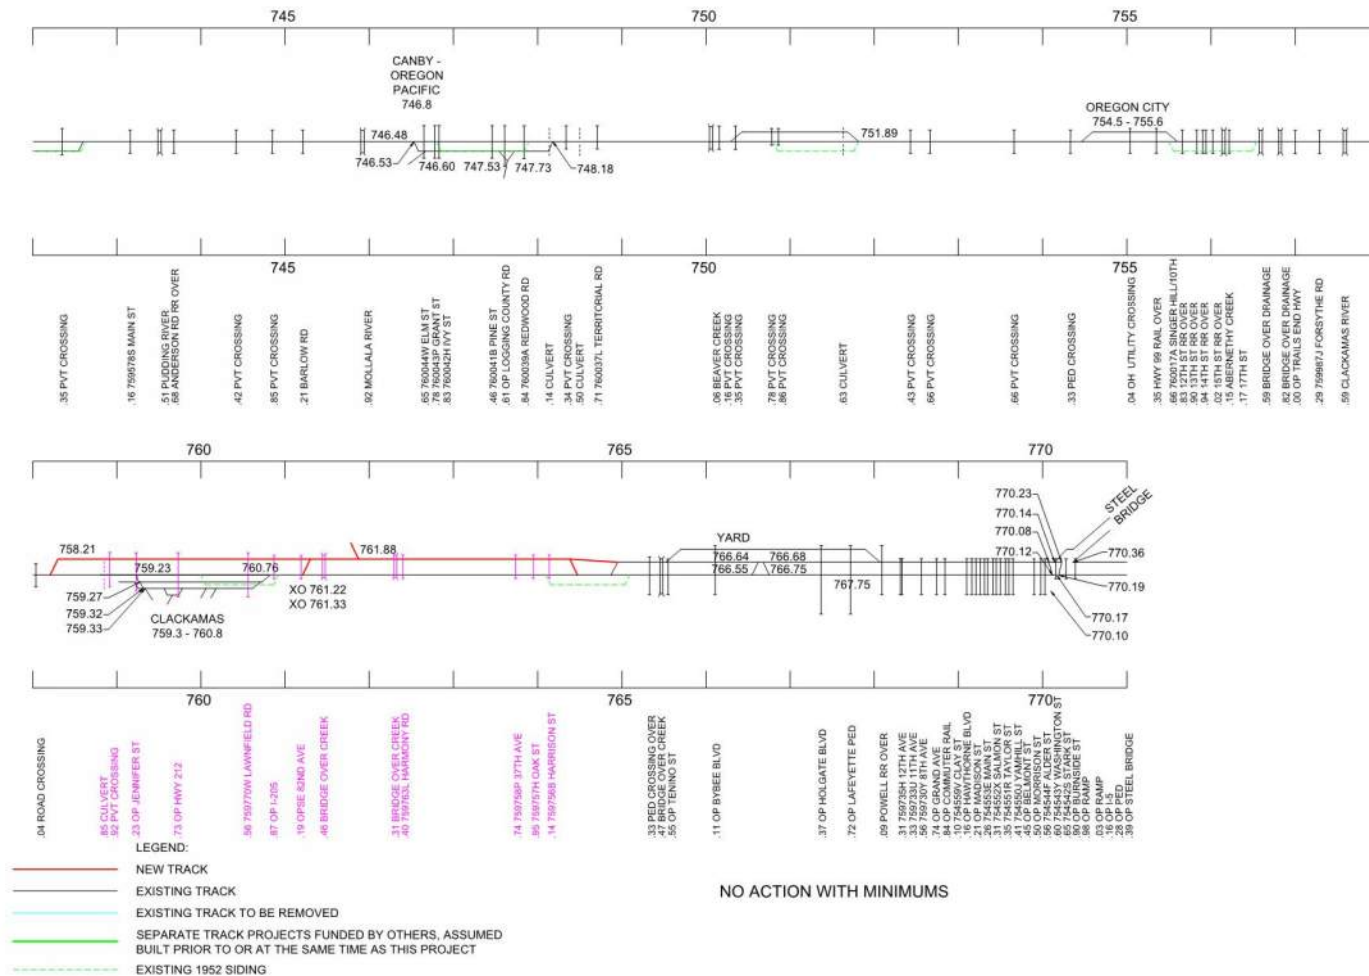 745
750
755
CANBY -
OREGON
PACIFIC
746.8
OREGON CITY
754.5 - 755.6
746.48
751.89
746.53
746.60
747.53
747.73
748.18
745
750
755
.35 PVT CROSSING
.16 759578S MAIN ST
.51 PUDDING RIVER
.68 ANDERSON RD RR OVER
.42 PVT CROSSING
.85 PVT CROSSING
.21 BARLOW RD
.92 MOLLALA RIVER
.65 760044W ELM ST
.78 760043P GRANT ST
.83 760042H IVY ST
.46 760041B PINE ST
.61 OP LOGGING COUNTY RD
.84 760039A REDWOOD RD
.14 CULVERT
.34 PVT CROSSING
.50 CULVERT
.71 760037L TERRITORIAL RD
.06 BEAVER CREEK
.16 PVT CROSSING
.35 PVT CROSSING
.78 PVT CROSSING
.86 PVT CROSSING
.63 CULVERT
.43 PVT CROSSING
.66 PVT CROSSING
.66 PVT CROSSING
.33 PED CROSSING
.04 OH UTILITY CROSSING
.35 HWY 99 RAIL OVER
.66 760017A SINGER HILL/10TH
.83 12TH ST RR OVER
.90 13TH ST RR OVER
.94 14TH ST RR OVER
.02 15TH ST RR OVER
.15 ABERNETHY CREEK
.17 17TH ST
.59 BRIDGE OVER DRAINAGE
.82 BRIDGE OVER DRAINAGE
.00 OP TRAILS END HWY
.29 759987J FORSYTHE RD
.59 CLACKAMAS RIVER
760
765
770
758.21
759.23
760.76
761.88
YARD
766.64
766.68
766.55
766.75
767.75
770.23
770.14
770.08
770.12
STEEL
BRIDGE
770.36
770.19
770.17
770.10
759.27
759.32
759.33
CLACKAMAS
759.3 - 760.8
XO 761.22
XO 761.33
760
765
770
.04 ROAD CROSSING
.85 CULVERT
.92 PVT CROSSING
.23 OP JENNIFER ST
.73 OP HWY 212
.56 759770W LAWNFIELD RD
.87 OP I-205
.19 OPSE 82ND AVE
.46 BRIDGE OVER CREEK
.31 BRIDGE OVER CREEK
.40 759763L HARMONY RD
.74 759758P 37TH AVE
.95 759757H OAK ST
.14 759756B HARRISON ST
.33 PED CROSSING OVER
.47 BRIDGE OVER CREEK
.55 OP TENINO ST
.11 OP BYBEE BLVD
.37 OP HOLGATE BLVD
.72 OP LAFEYETTE PED
.09 POWELL RR OVER
.31 759735H 12TH AVE
.33 759733U 11TH AVE
.56 759730Y 8TH AVE
.74 OP GRAND AVE
.84 OP COMMUTER RAIL
.10 754559V CLAY ST
.16 OP HAWTHORNE BLVD
.21 OP MADISON ST
.26 754553E MAIN ST
.31 754552X SALMON ST
.35 754551R TAYLOR ST
.41 754550J YAMHILL ST
.45 OP BELMONT ST
.50 OP MORRISON ST
.56 754544F ALDER ST
.60 754543Y WASHINGTON ST
.65 754542S STARK ST
.90 OP BURNSIDE ST
.98 OP RAMP
.03 OP RAMP
.16 OP I-5
.28 PED
.39 OP STEEL BRIDGE
LEGEND:
NEW TRACK
EXISTING TRACK
EXISTING TRACK TO BE REMOVED
SEPARATE TRACK PROJECTS FUNDED BY OTHERS, ASSUMED
BUILT PRIOR TO OR AT THE SAME TIME AS THIS PROJECT
EXISTING 1952 SIDING
NO ACTION WITH MINIMUMS